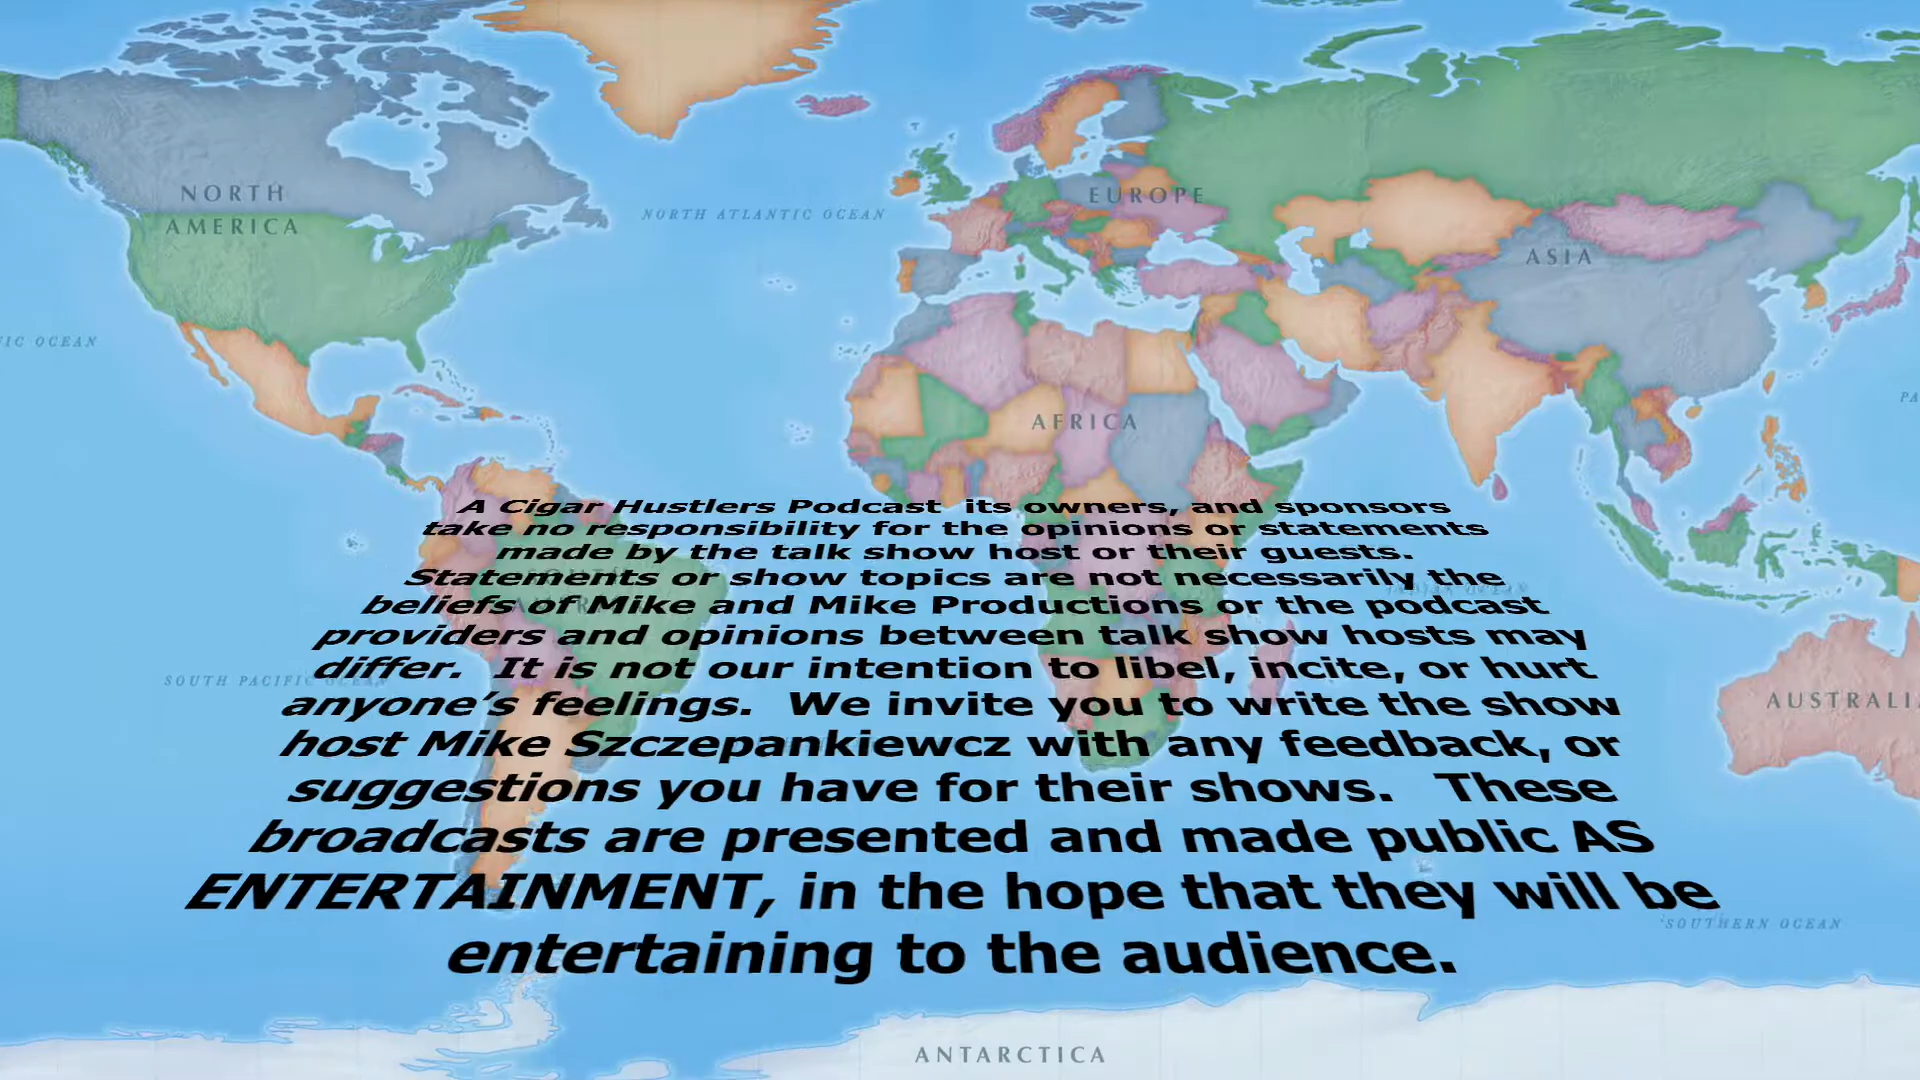 NORTH
AMERICA
NORTH ATLANTIC OCEAN
EUROPE
ASIA
IC OCEAN
AFRICA
PA
A Cigar Hustlers Podcast its owners, and sponsors
take no responsibility for the opinions or statements
made by the talk show host or their guests.
Statements or show topics are not necessarily the
beliefs of Mike and Mike Productions or the podcast
providers and opinions between talk show hosts may
differ. It is not our intention to libel, incite, or hurt
anyone's feelings. We invite you to write the show
host Mike Szczepankiewcz with any feedback, or
suggestions you have for their shows. These
broadcasts are presented and made public AS
ENTERTAINMENT, in the hope that they will be
entertaining to the audience.
SOUTH PACIFIC OCEAN
AUSTRALI
SOUTHERN OCEAN
ANTARCTICA